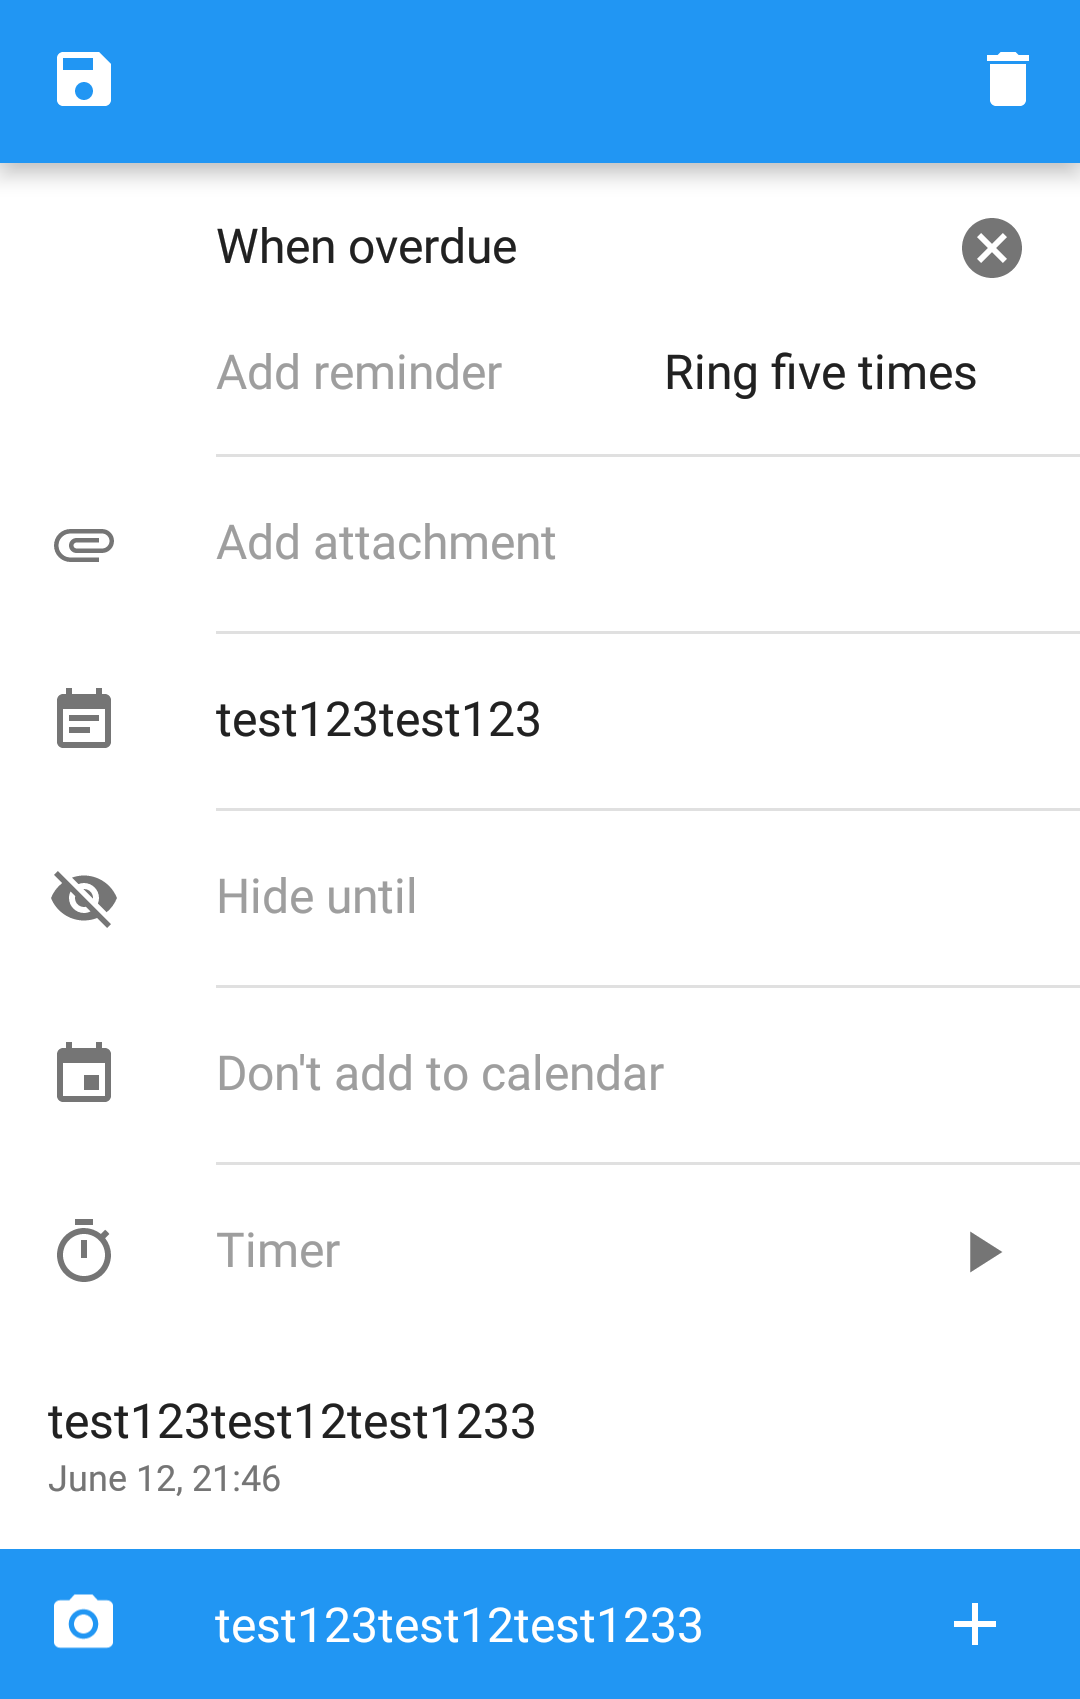 When overdue
Add reminder Ring five times
Add attachment
test123test123
Hide until
Don't add to calendar
Timer
test123test12test1233
June 12, 21:46
test123test12test1233